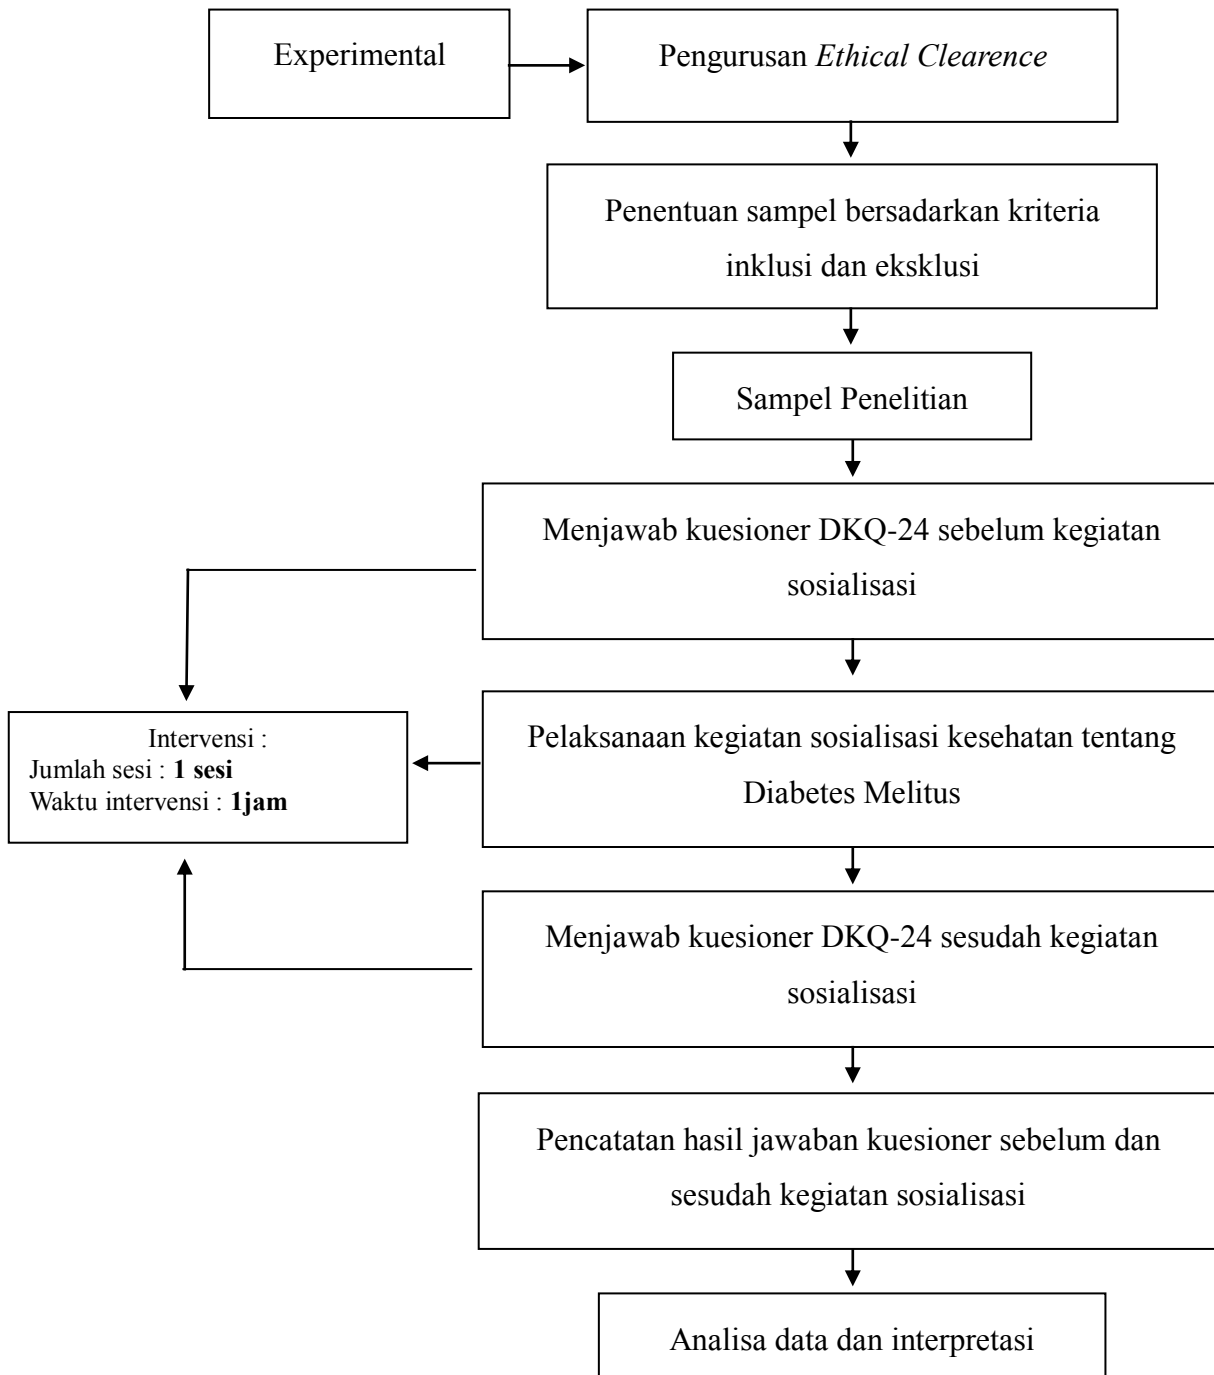 Experimental
Pengurusan Ethical Clearence
Penentuan sampel bersadarkan kriteria
inklusi dan eksklusi
Sampel Penelitian
Menjawab kuesioner DKQ-24 sebelum kegiatan
sosialisasi
Intervensi :
Jumlah sesi : 1 sesi
Waktu intervensi : 1jam
Pelaksanaan kegiatan sosialisasi kesehatan tentang
Diabetes Melitus
Menjawab kuesioner DKQ-24 sesudah kegiatan
sosialisasi
Pencatatan hasil jawaban kuesioner sebelum dan
sesudah kegiatan sosialisasi
Analisa data dan interpretasi